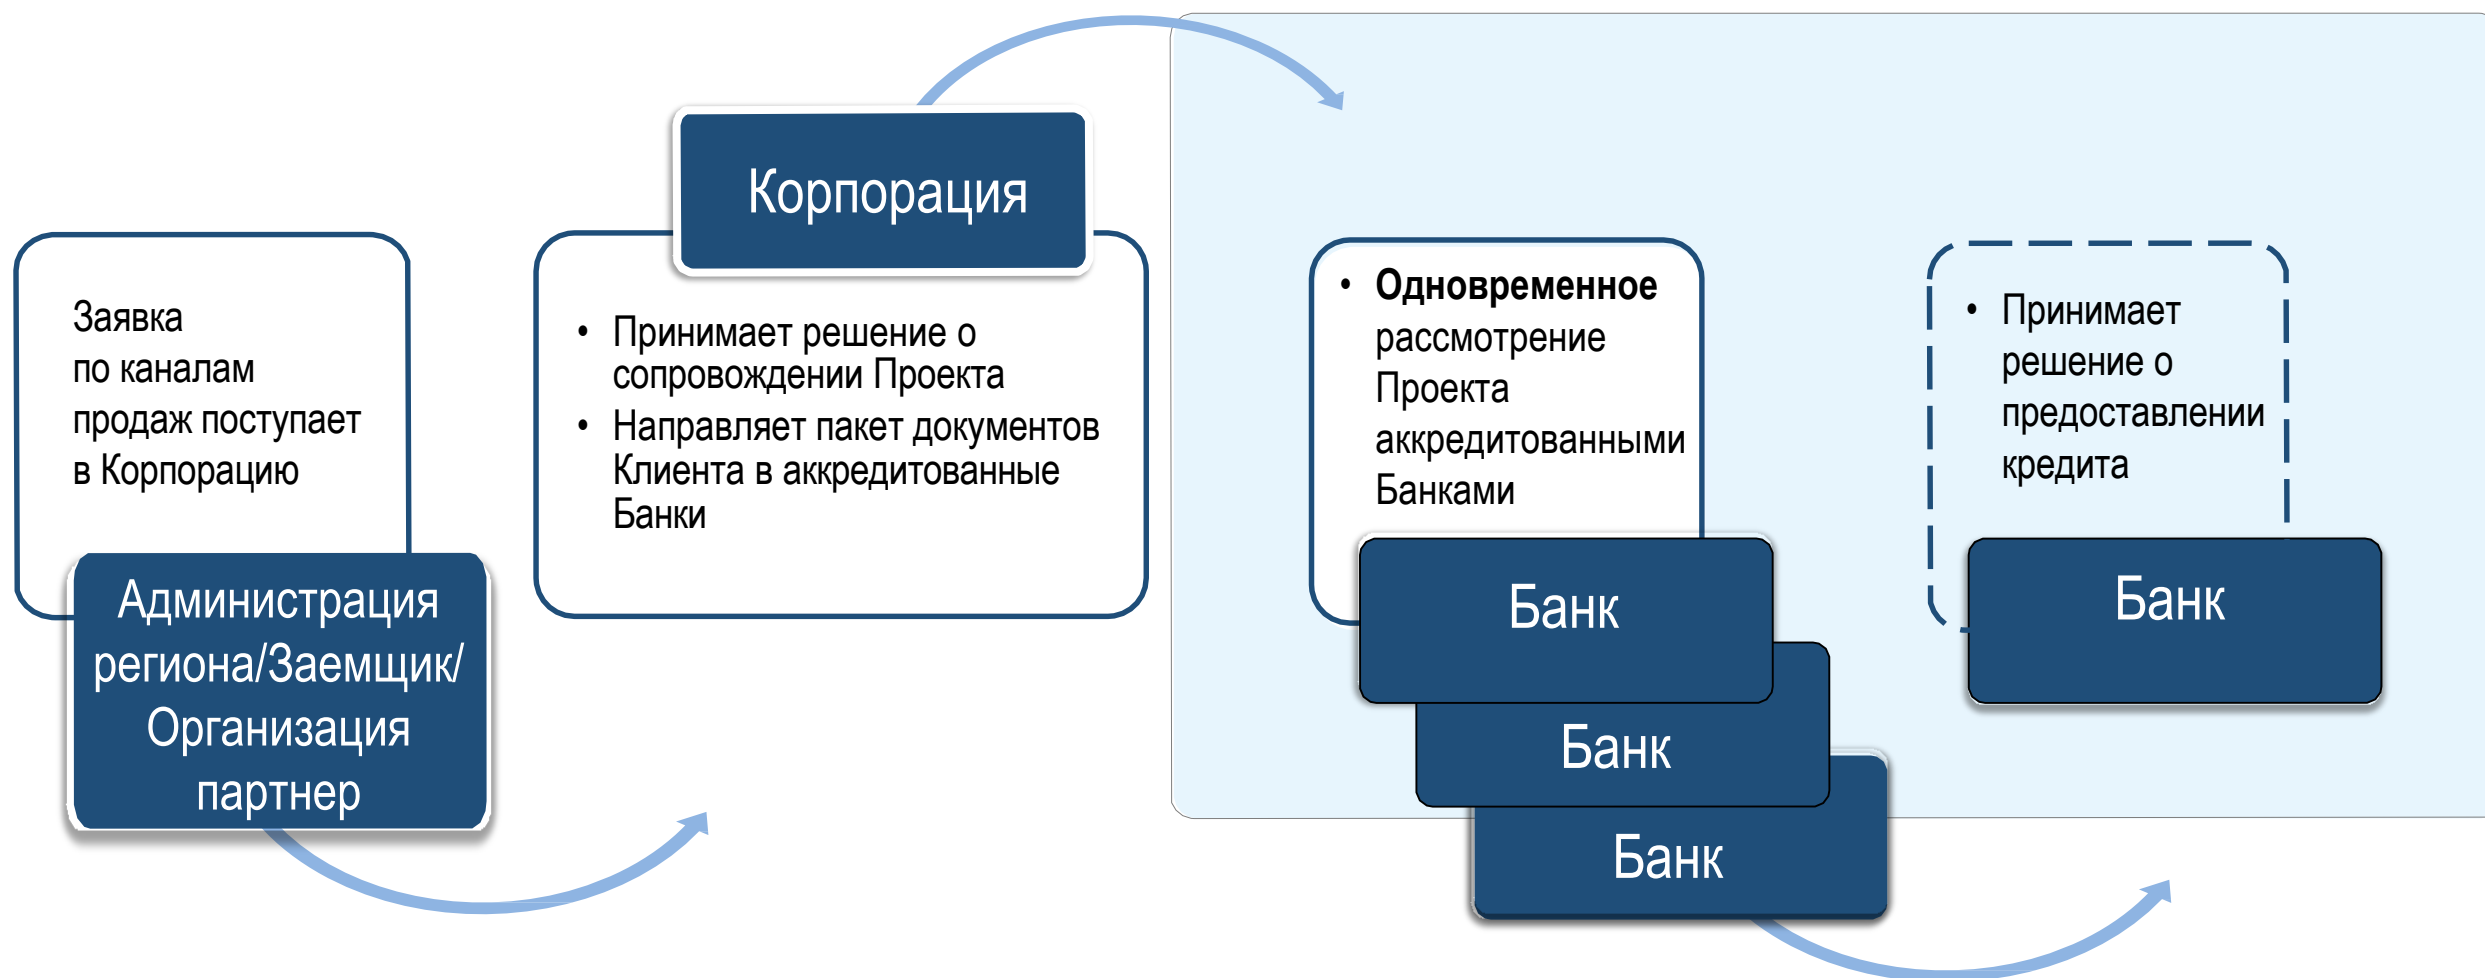 Заявка
по каналам
продаж поступает
в Корпорацию
Администрация
региона/Заемщик/
Организация
партнер
Корпорация
• Принимает решение о
сопровождении Проекта
• Направляет пакет документов
Клиента в аккредитованные
Банки
• Одновременное
рассмотрение
Проекта
аккредитованными
Банками
Банк
Банк
Банк
• Принимает
решение о
предоставлении
кредита
Банк